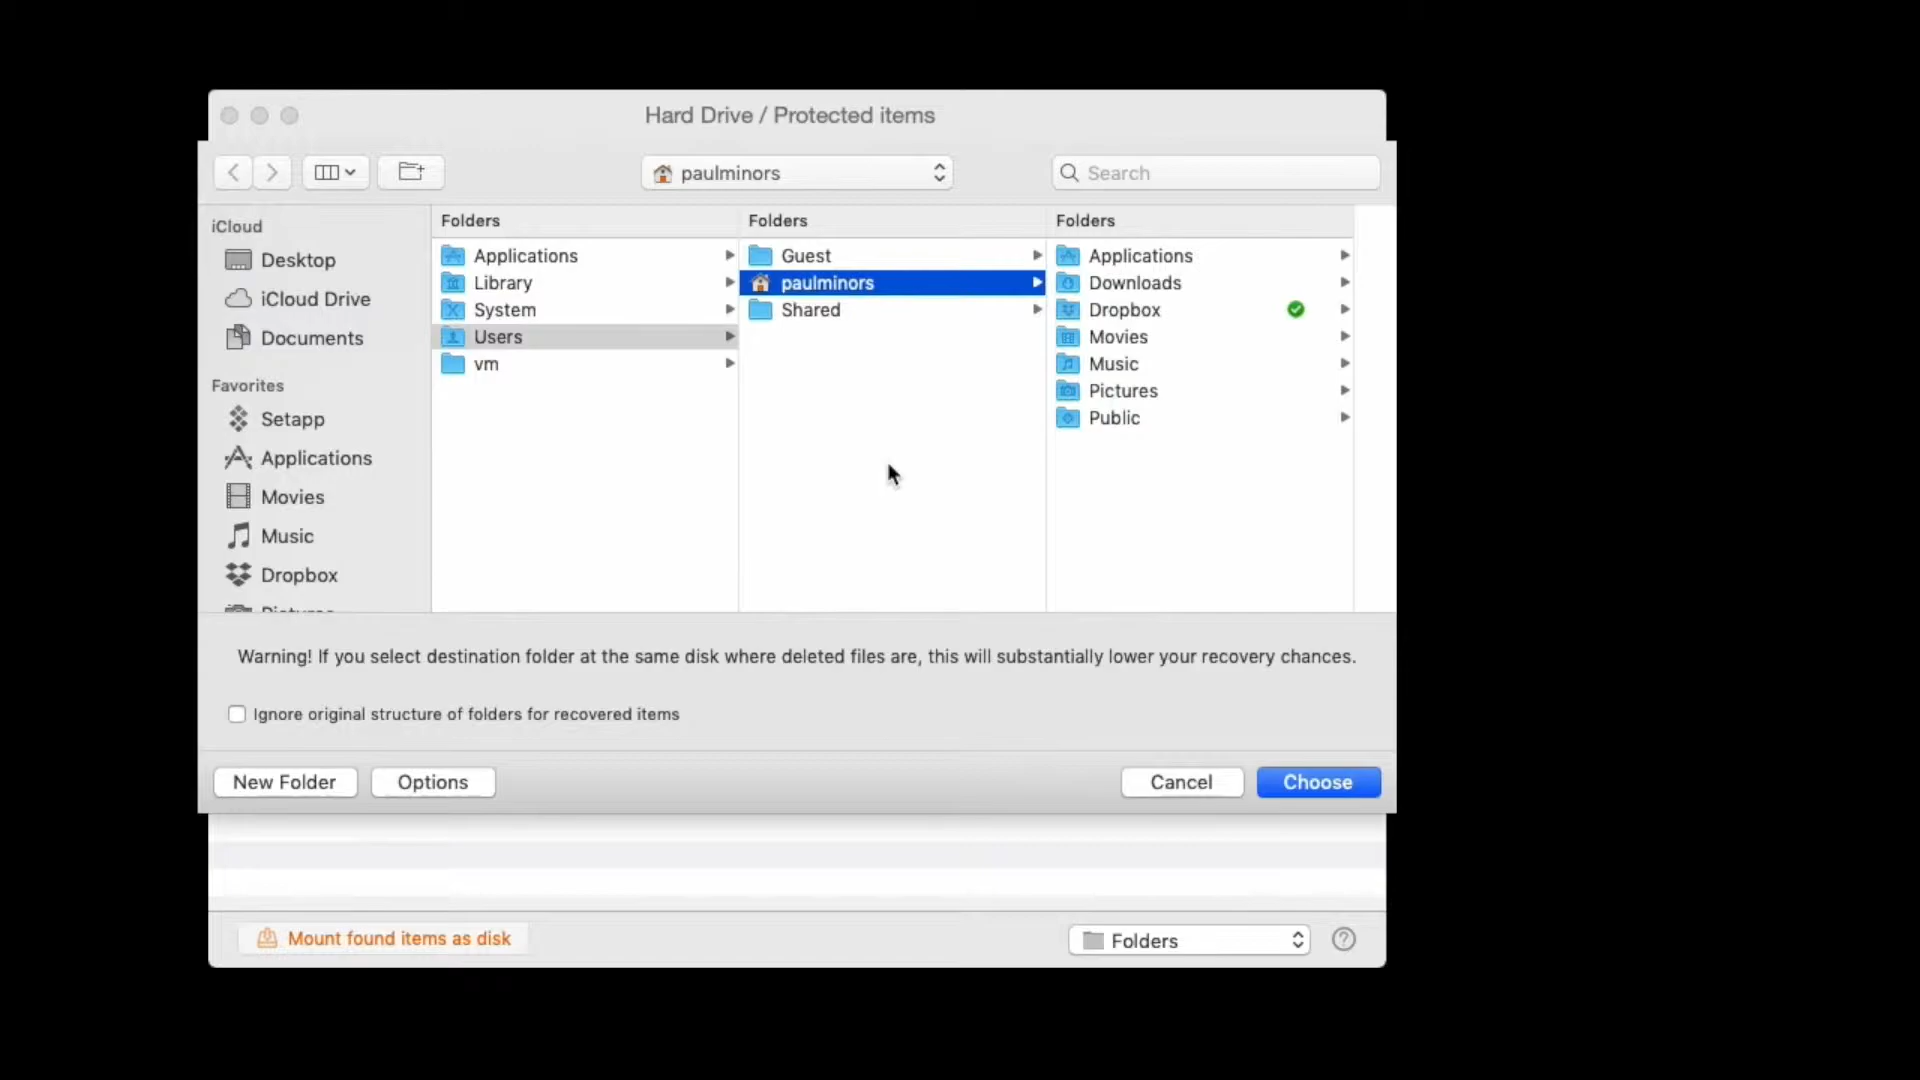 Hard Drive / Protected items
paulminors
Search
iCloud
Desktop
iCloud Drive
Documents
Favorites
Setapp
Applications
Movies
Music
Dropbox
Pictures
Folders
Applications
Library
System
Users
vm
Folders
Guest
paulminors
Shared
Folders
Applications
Downloads
Dropbox
Movies
Music
Pictures
Public
Warning! If you select destination folder at the same disk where deleted files are, this will substantially lower your recovery chances.
Ignore original structure of folders for recovered items
New Folder
Options
Cancel
Choose
Mount found items as disk
Folders
?